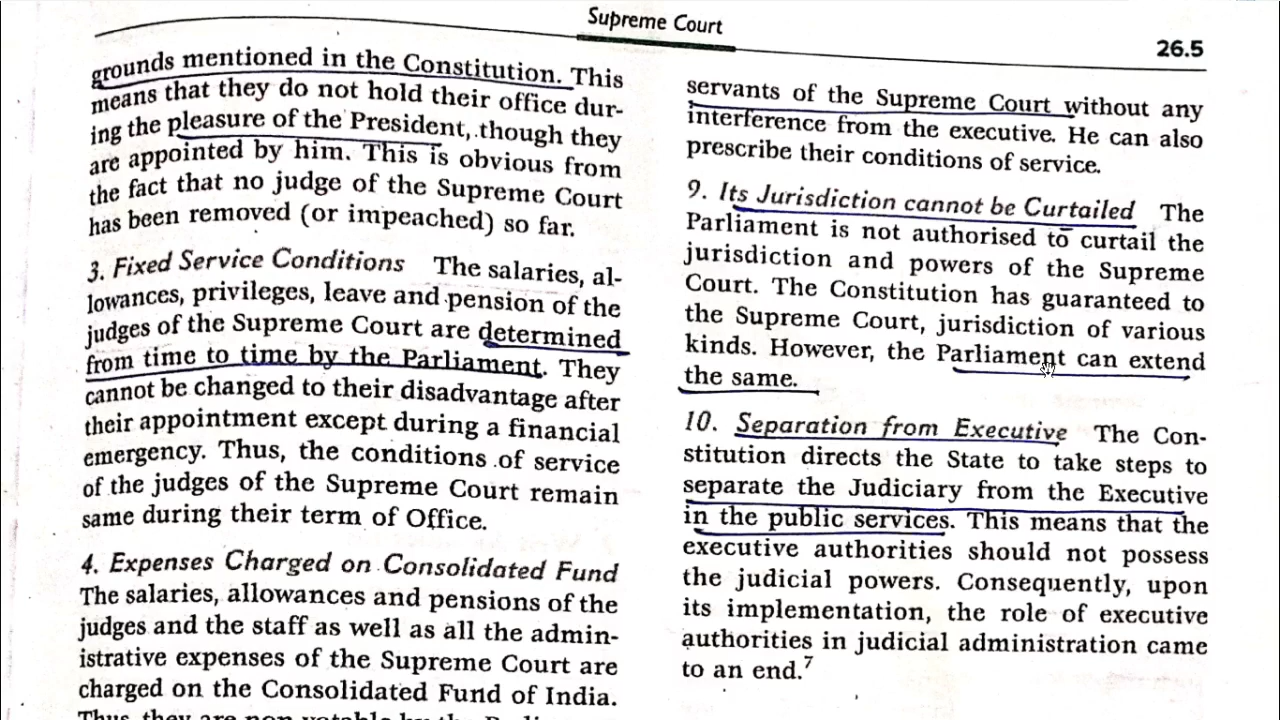 Supreme Court
26.5
grounds mentioned in the Constitution. This
means that they do not hold their office dur-
ing the pleasure of the President, though they
are appointed by him. This is obvious from
the fact that no judge of the Supreme Court
has been removed (or impeached) so far.
3. Fixed Service Conditions The salaries, al-
lowances, privileges, leave and pension of the
judges of the Supreme Court are determined
from time to time by the Parliament. They
cannot be changed to their disadvantage after
their appointment except during a financial
emergency. Thus, the conditions of service
of the judges of the Supreme Court remain
same during their term of Office.
4. Expenses Charged on Consolidated Fund
The salaries, allowances and pensions of the
judges and the staff as well as all the admin-
istrative expenses of the Supreme Court are
charged on the Consolidated Fund of India.
Thus, they are non-votable by the
servants of the Supreme Court without any
interference from the executive. He can also
prescribe their conditions of service.
9. Its Jurisdiction cannot be Curtailed The
Parliament is not authorised to curtail the
jurisdiction and powers of the Supreme
Court. The Constitution has guaranteed to
the Supreme Court, jurisdiction of various
kinds. However, the Parliament can extend
the same.
10. Separation from Executive The Con-
stitution directs the State to take steps to
separate the Judiciary from the Executive
in the public services. This means that the
executive authorities should not possess
the judicial powers. Consequently, upon
its implementation, the role of executive
authorities in judicial administration came
to an end.7